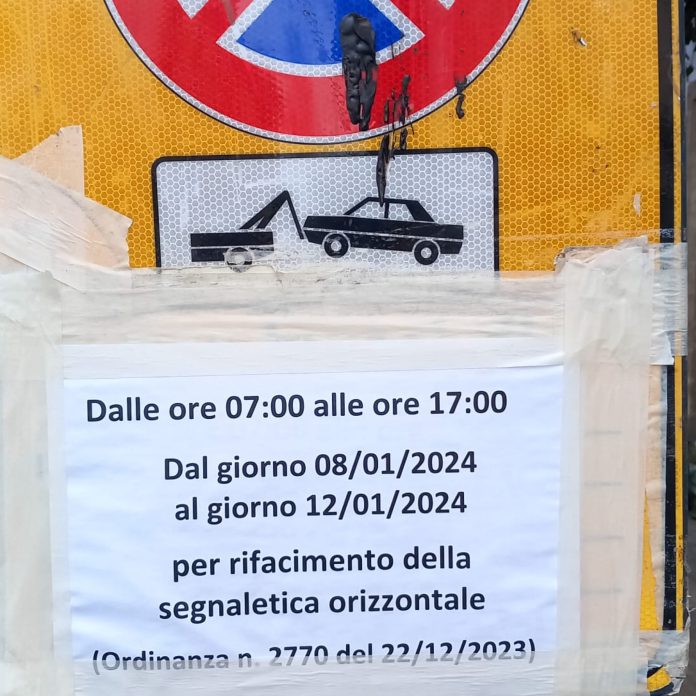 Dalle ore 07:00 alle ore 17:00
Dal giorno 08/01/2024
al giorno 12/01/2024
per rifacimento della
segnaletica orizzontale
(Ordinanza n. 2770 del 22/12/2023)